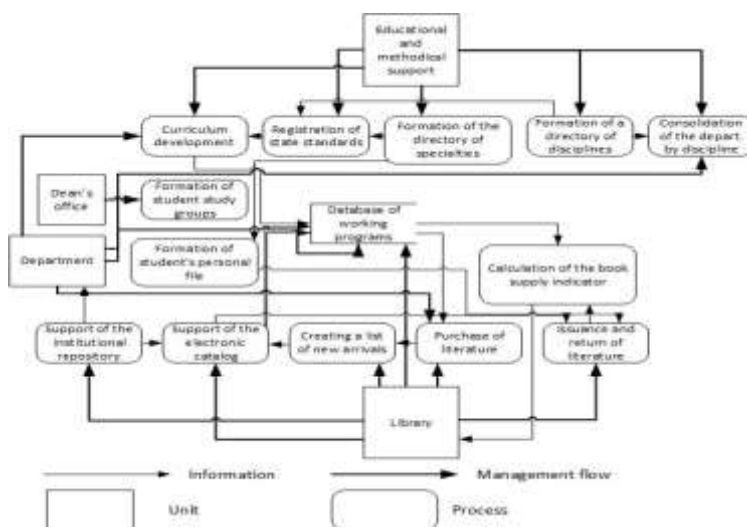 Educational
and
methodical
support
Curriculum
development
Registration of
state standards
Formation of the
directory of
specialties
Formation of a
directory of
disciplines
Consolidation
of the depart
by discipline
Dean's
office
Formation of
student study
groups
Database of
working
programs
Department
Formation of
student's personal
file
Calculation of the book
supply indicator
Support of the
institutional
repository
Support of the
electronic
catalog
Creating a list
of new arrivals
Purchase of
literature
Issuance and
return of
literature
Library
Information
Management flow
Unit
Process